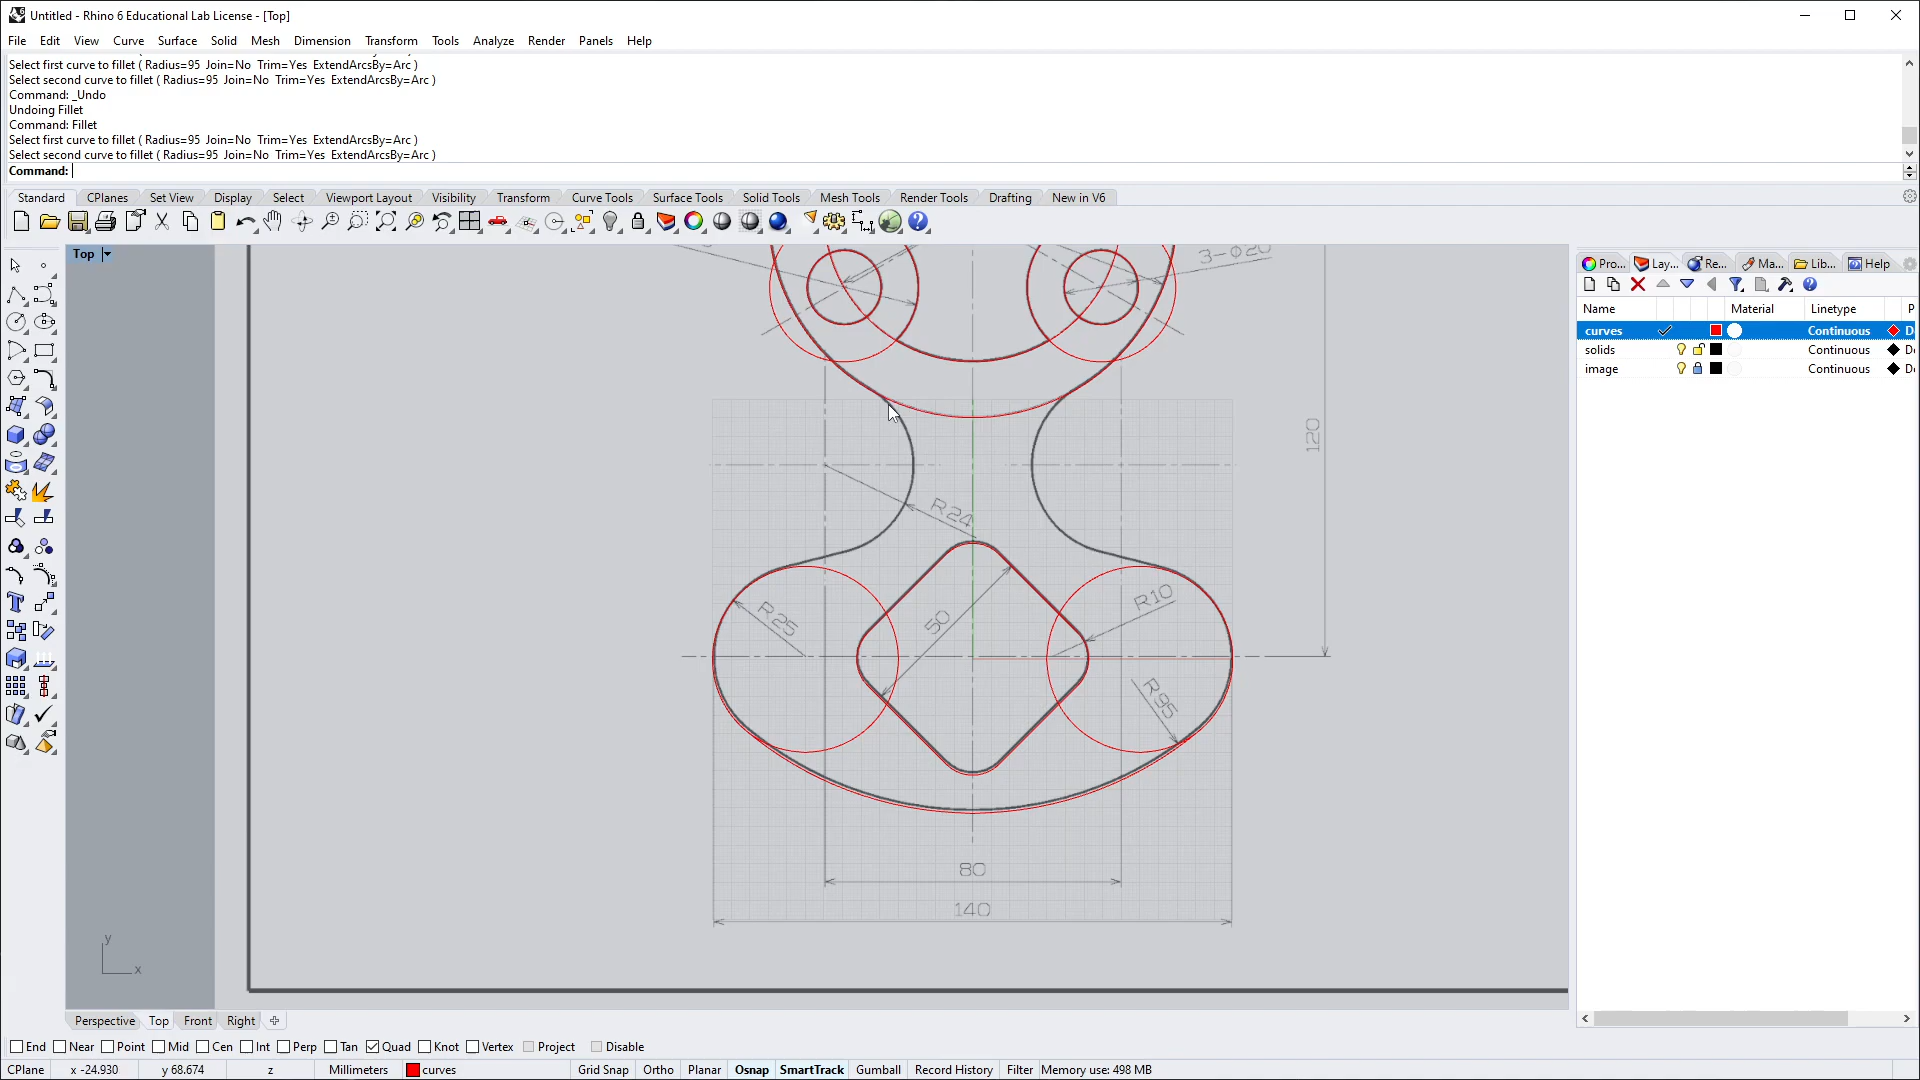 Untitled - Rhino 6 Educational Lab License - [Top]
File Edit View Curve Surface Solid Mesh Dimension Transform Tools Analyze Render Panels Help
Select first curve to fillet ( Radius=95 Join=No Trim=Yes ExtendArcsBy=Arc )
Select second curve to fillet ( Radius=95 Join=No Trim=Yes ExtendArcsBy=Arc )
Command: _Undo
Undoing Fillet
Command: Fillet
Select first curve to fillet ( Radius=95 Join=No Trim=Yes ExtendArcsBy=Arc )
Select second curve to fillet ( Radius=95 Join=No Trim=Yes ExtendArcsBy=Arc )
Command:
Standard CPlanes Set View Display Select Viewport Layout Visibility Transform Curve Tools Surface Tools Solid Tools Mesh Tools Render Tools Drafting New in V6
Top
Pro... Lay... Re... Ma... Lib... Help
Name Material Linetype P
curves Continuous D
solids Continuous D
image Continuous D
3-Φ20
120
R24
R10
R25
50
R95
80
140
y
x
Perspective Top Front Right
End Near Point Mid Cen Int Perp Tan Quad Knot Vertex Project Disable
CPlane x -24.930 y 68.674 z Millimeters curves Grid Snap Ortho Planar Osnap SmartTrack Gumball Record History Filter Memory use: 498 MB